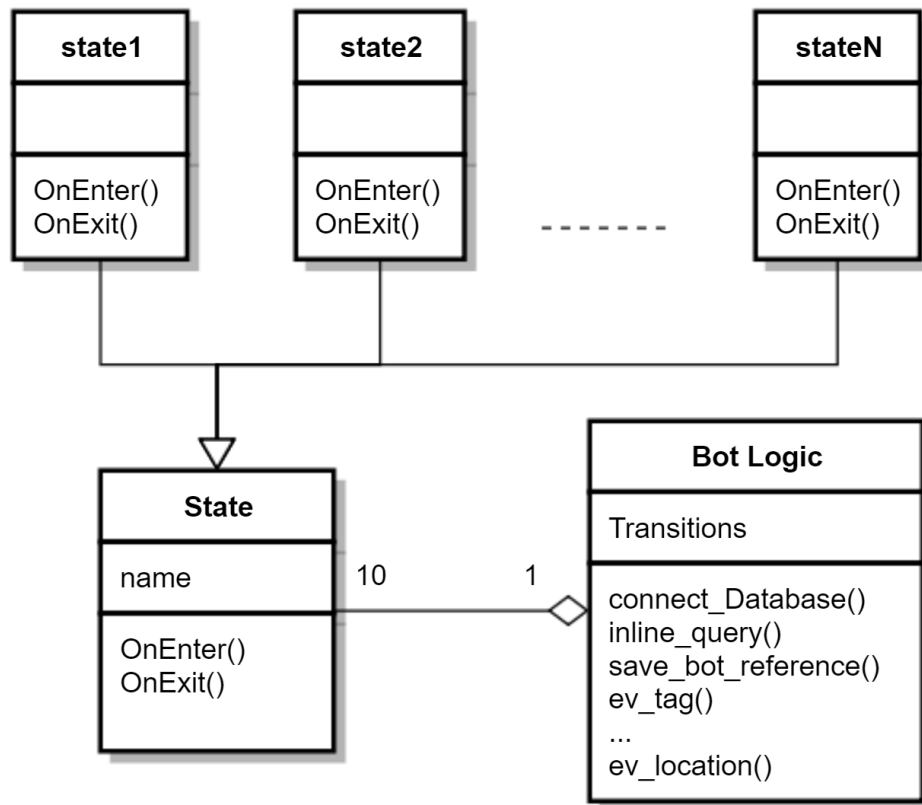 state1
OnEnter()
OnExit()
state2
OnEnter()
OnExit()
stateN
OnEnter()
OnExit()
State
name
OnEnter()
OnExit()
10
1
Bot Logic
Transitions
connect_Database()
inline_query()
save_bot_reference()
ev_tag()
...
ev_location()